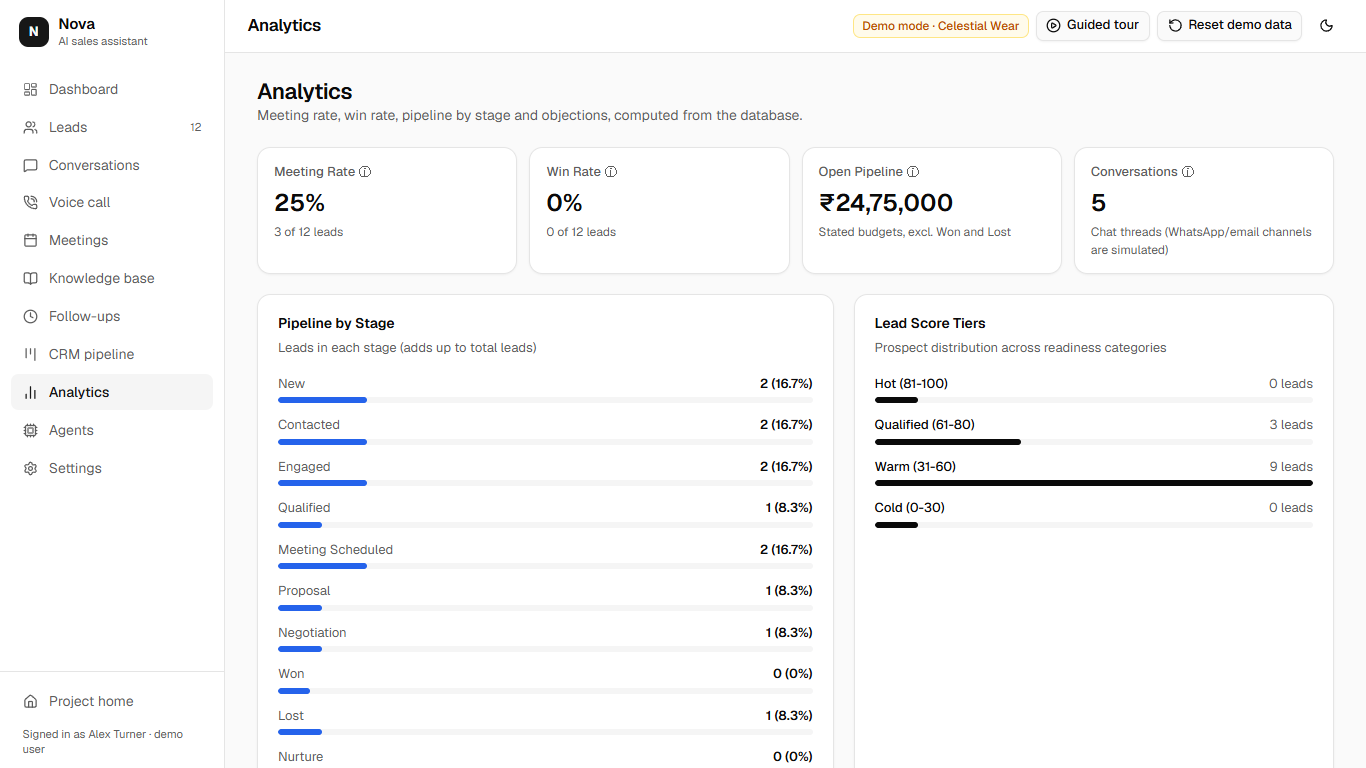 N
Nova
AI sales assistant
Dashboard
Leads 12
Conversations
Voice call
Meetings
Knowledge base
Follow-ups
CRM pipeline
Analytics
Agents
Settings
Project home
Signed in as Alex Turner · demo
user
Analytics
Demo mode · Celestial Wear
Guided tour
Reset demo data
Analytics
Meeting rate, win rate, pipeline by stage and objections, computed from the database.
Meeting Rate
25%
3 of 12 leads
Win Rate
0%
0 of 12 leads
Open Pipeline
₹24,75,000
Stated budgets, excl. Won and Lost
Conversations
5
Chat threads (WhatsApp/email channels
are simulated)
Pipeline by Stage
Leads in each stage (adds up to total leads)
New 2 (16.7%)
Contacted 2 (16.7%)
Engaged 2 (16.7%)
Qualified 1 (8.3%)
Meeting Scheduled 2 (16.7%)
Proposal 1 (8.3%)
Negotiation 1 (8.3%)
Won 0 (0%)
Lost 1 (8.3%)
Nurture 0 (0%)
Lead Score Tiers
Prospect distribution across readiness categories
Hot (81-100) 0 leads
Qualified (61-80) 3 leads
Warm (31-60) 9 leads
Cold (0-30) 0 leads